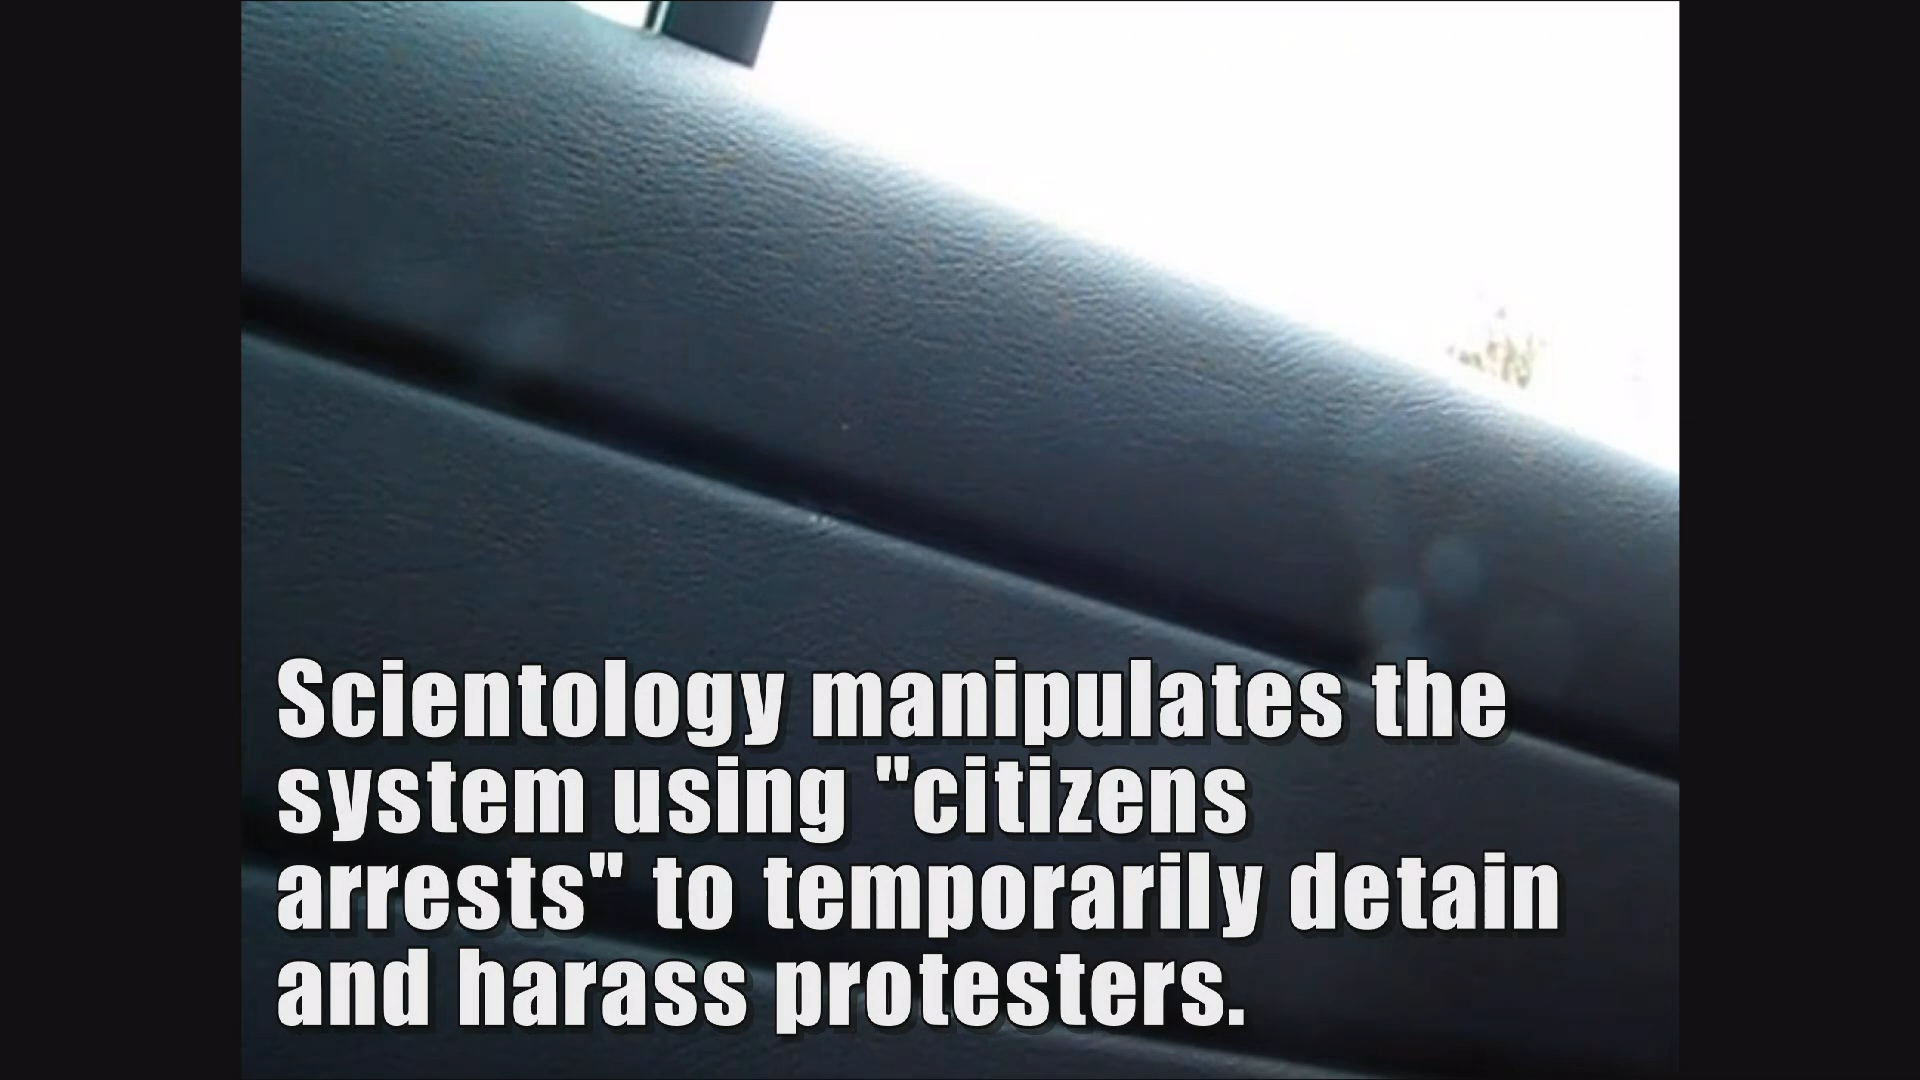 Scientology manipulates the
system using "citizens
arrests" to temporarily detain
and harass protesters.